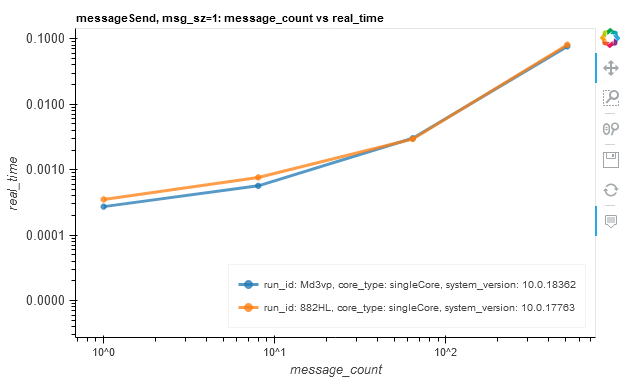 messageSend, msg_sz=1: message_count vs real_time
0.1000
0.0100
0.0010
0.0001
0.0000
real_time
run_id: Md3vp, core_type: singleCore, system_version: 10.0.18362
run_id: 882HL, core_type: singleCore, system_version: 10.0.17763
10^0
10^1
10^2
message_count